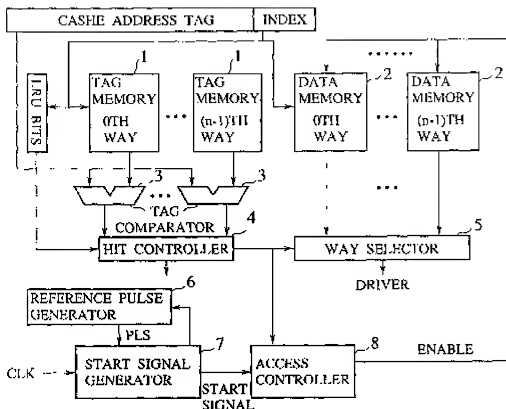 CASHE ADDRESS TAG INDEX
1 1
LRU BITS
TAG MEMORY 0TH WAY
...
TAG MEMORY (n-1)TH WAY
......
2 2
DATA MEMORY 0TH WAY
...
DATA MEMORY (n-1)TH WAY
3 ... 3
TAG COMPARATOR
...
4
HIT CONTROLLER
5
WAY SELECTOR
DRIVER
6
REFERENCE PULSE GENERATOR
PLS
7
CLK
START SIGNAL GENERATOR
START SIGNAL
8
ACCESS CONTROLLER
ENABLE